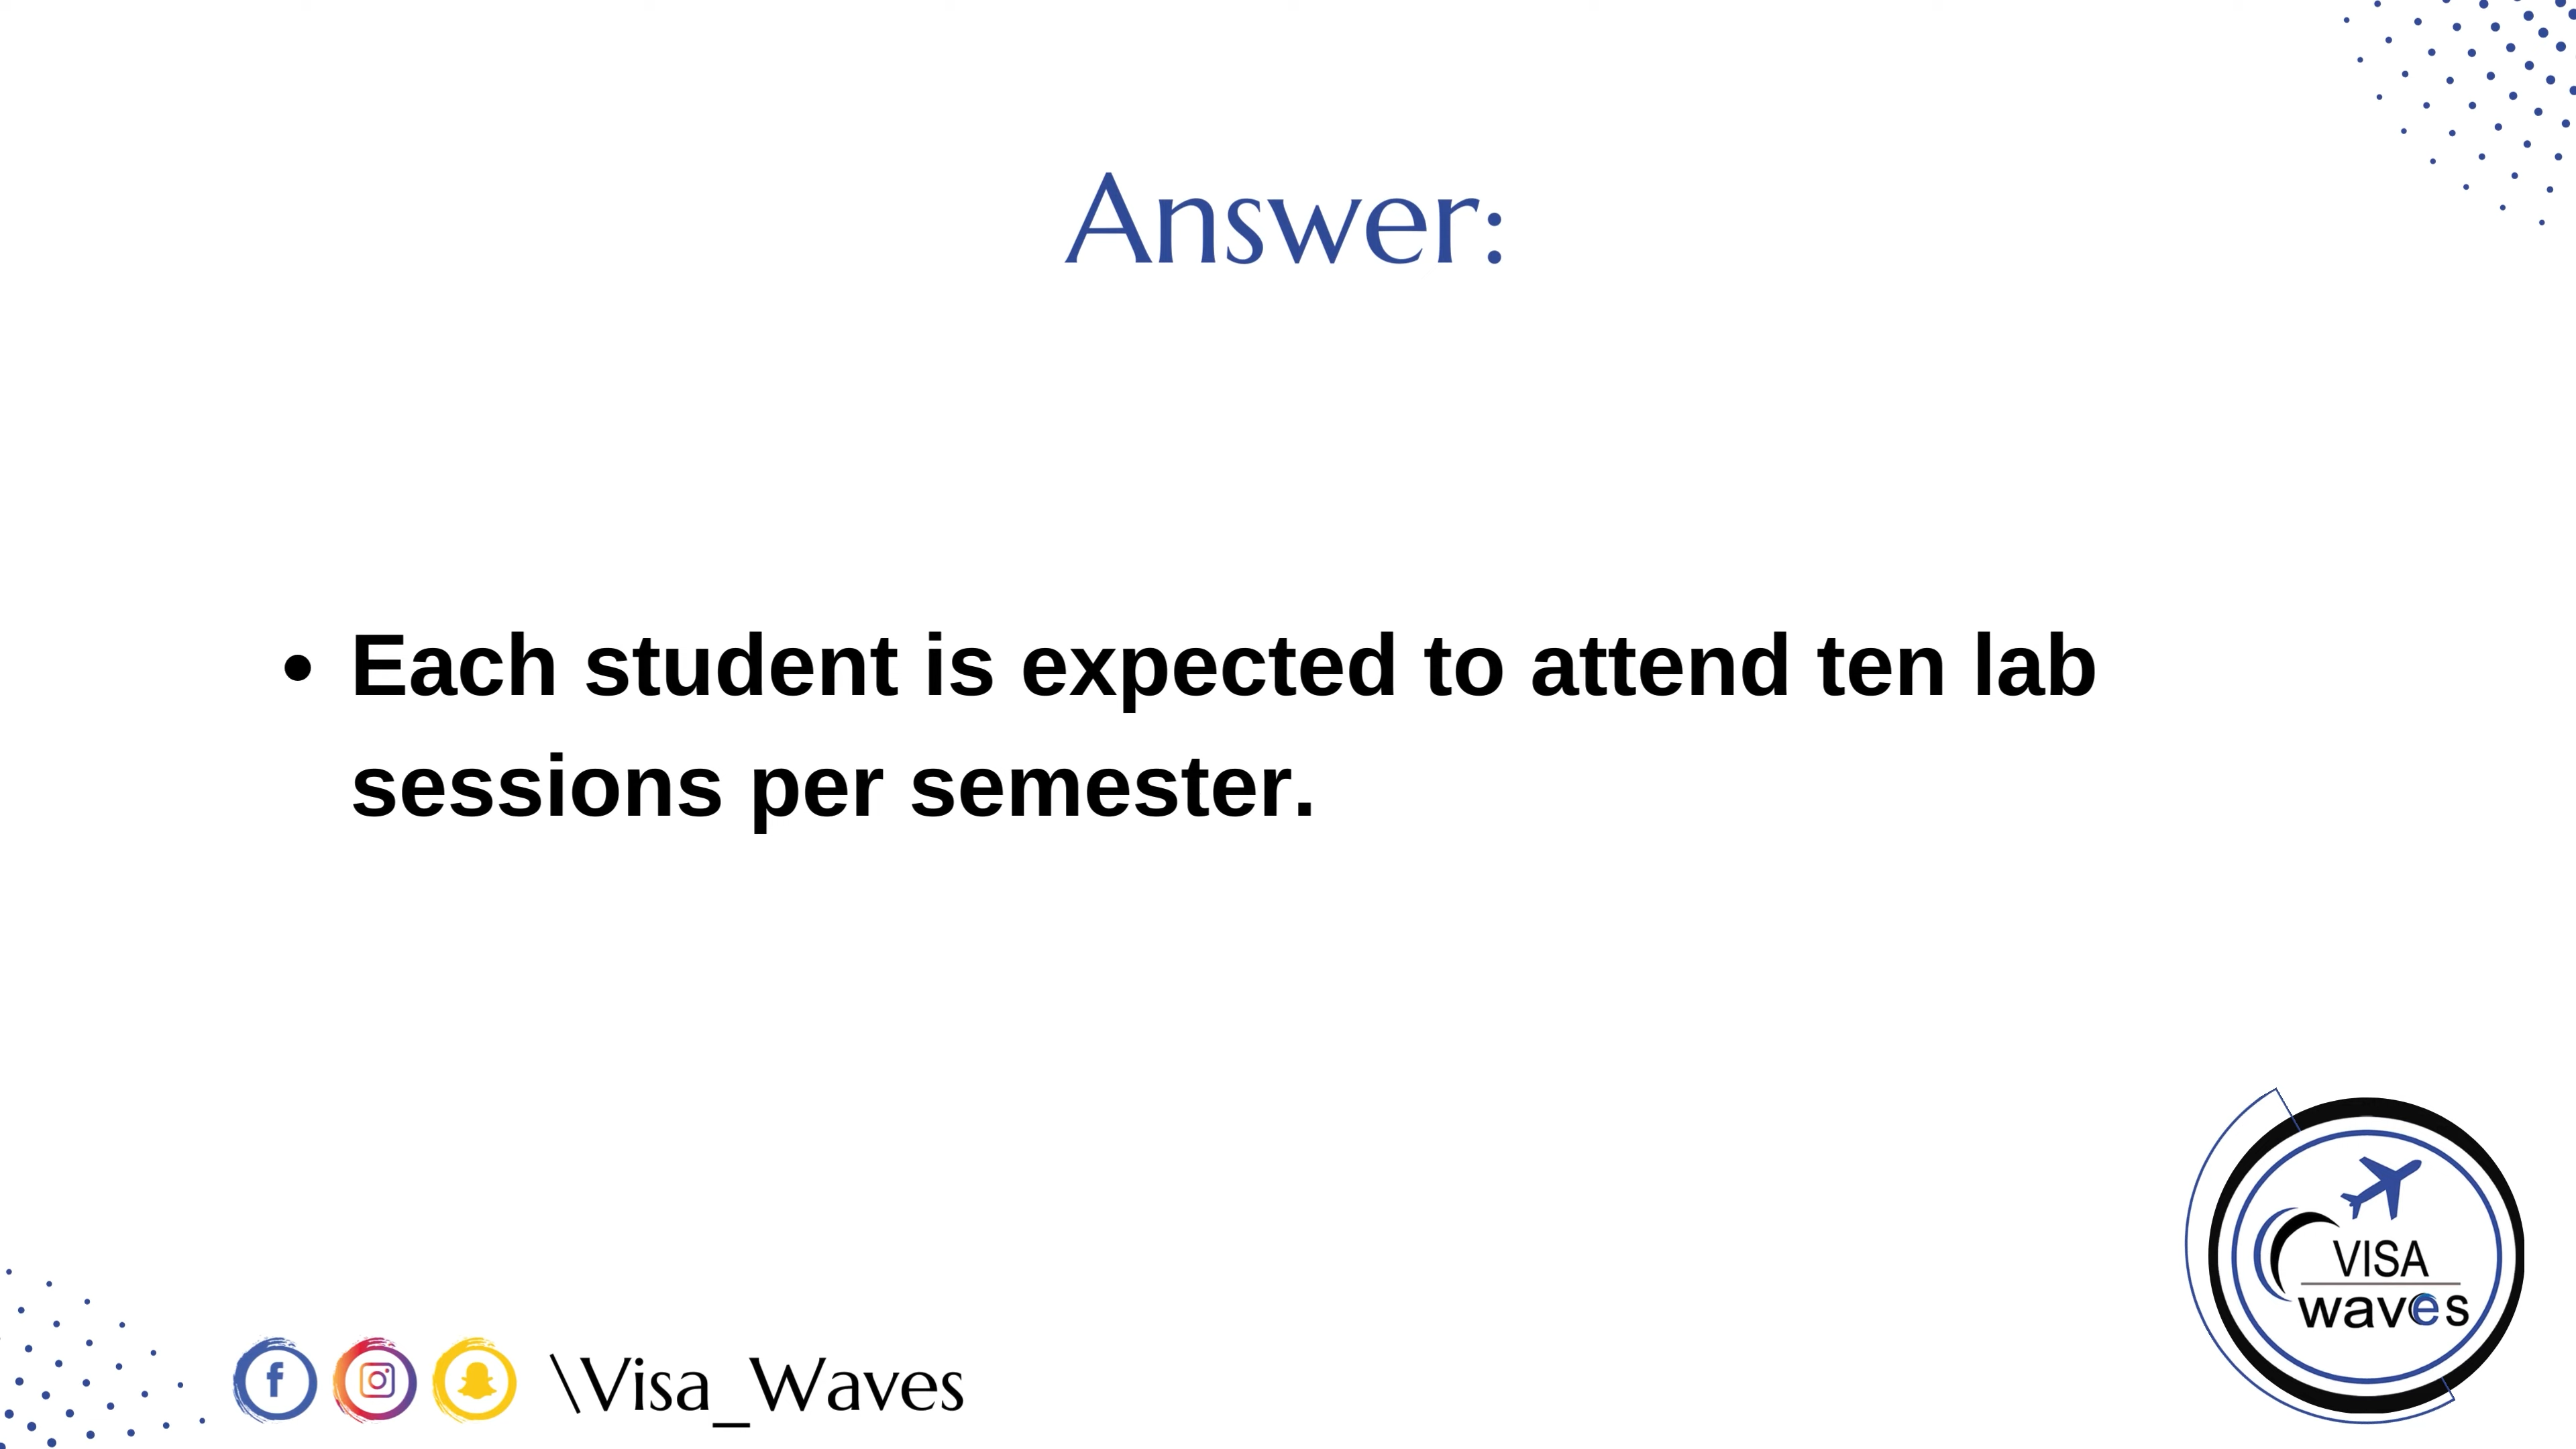 Answer:
• Each student is expected to attend ten lab
sessions per semester.
VISA
waves
\Visa_Waves